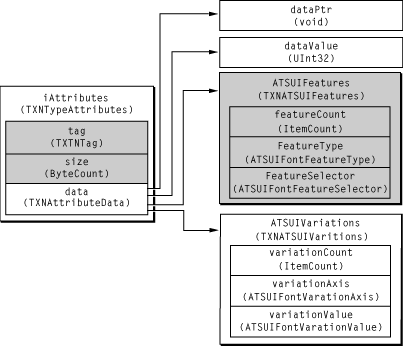 dataPtr
(void)
dataValue
(UInt32)
iAttributes
(TXNTypeAttributes)
tag
(TXTNTag)
size
(ByteCount)
data
(TXNAttributeData)
ATSUIFeatures
(TXNATSUIFeatures)
featureCount
(ItemCount)
FeatureType
(ATSUIFontFeatureType)
FeatureSelector
(ATSUIFontFeatureSelector)
ATSUIVariations
(TXNATSUIVaritions)
variationCount
(ItemCount)
variationAxis
(ATSUIFontVarationAxis)
variationValue
(ATSUIFontVarationValue)